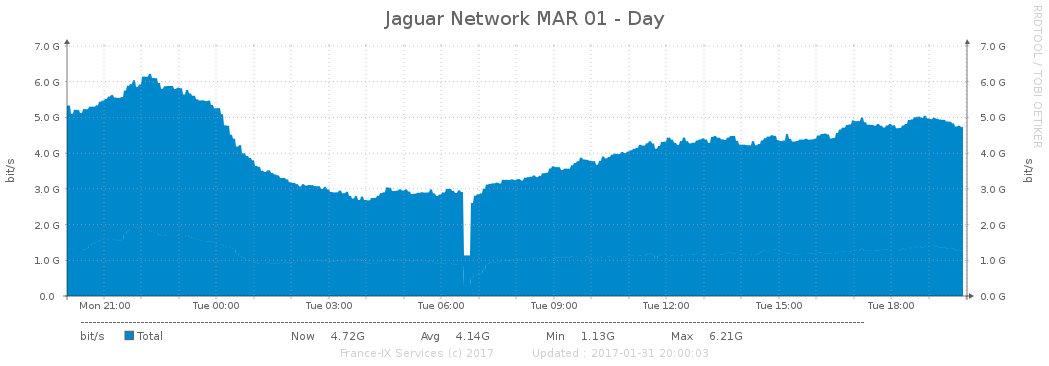 Jaguar Network MAR 01 - Day
RRDTOOL / TOBI OETIKER
bit/s
7.0 G
6.0 G
5.0 G
4.0 G
3.0 G
2.0 G
1.0 G
0.0
7.0 G
6.0 G
5.0 G
4.0 G
3.0 G
2.0 G
1.0 G
0.0 G
bit/s
Mon 21:00 Tue 00:00 Tue 03:00 Tue 06:00 Tue 09:00 Tue 12:00 Tue 15:00 Tue 18:00
bit/s Total Now 4.72G Avg 4.14G Min 1.13G Max 6.21G
France-IX Services (c) 2017 Updated : 2017-01-31 20:00:03